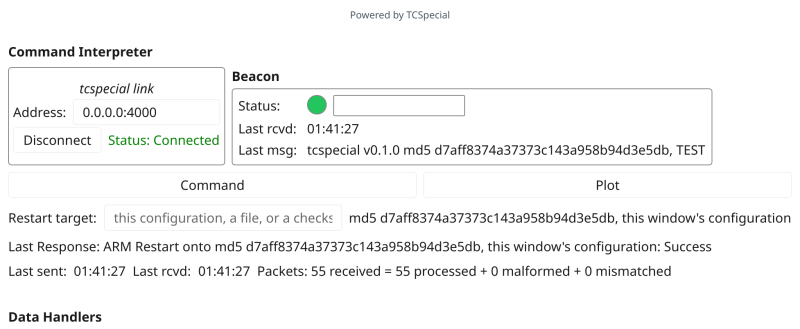 Powered by TCSpecial
Command Interpreter
tcspecial link
Address: 0.0.0.0:4000
Disconnect Status: Connected
Beacon
Status:
Last rcvd: 01:41:27
Last msg: tcspecial v0.1.0 md5 d7aff8374a37373c143a958b94d3e5db, TEST
Command Plot
Restart target: this configuration, a file, or a checks md5 d7aff8374a37373c143a958b94d3e5db, this window's configuration
Last Response: ARM Restart onto md5 d7aff8374a37373c143a958b94d3e5db, this window's configuration: Success
Last sent: 01:41:27 Last rcvd: 01:41:27 Packets: 55 received = 55 processed + 0 malformed + 0 mismatched
Data Handlers